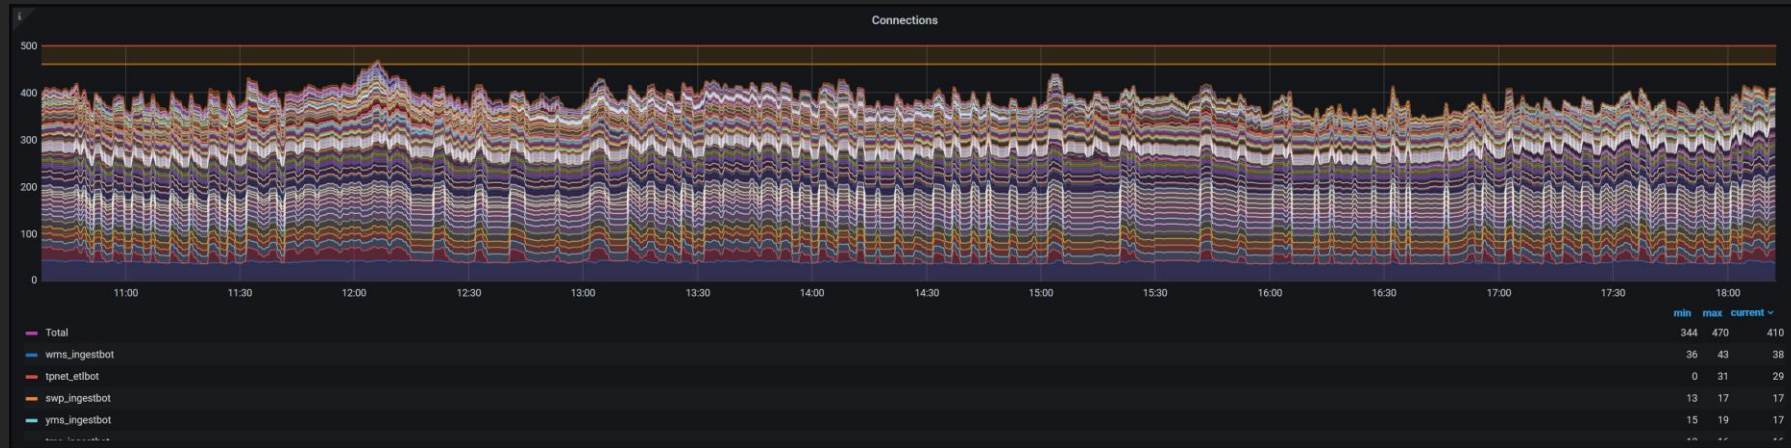 i
Connections
500
400
300
200
100
0
11:00 11:30 12:00 12:30 13:00 13:30 14:00 14:30 15:00 15:30 16:00 16:30 17:00 17:30 18:00
min max current
Total 344 470 410
wms_ingestbot 36 43 38
tpnet_etlbot 0 31 29
swp_ingestbot 13 17 17
yms_ingestbot 15 19 17